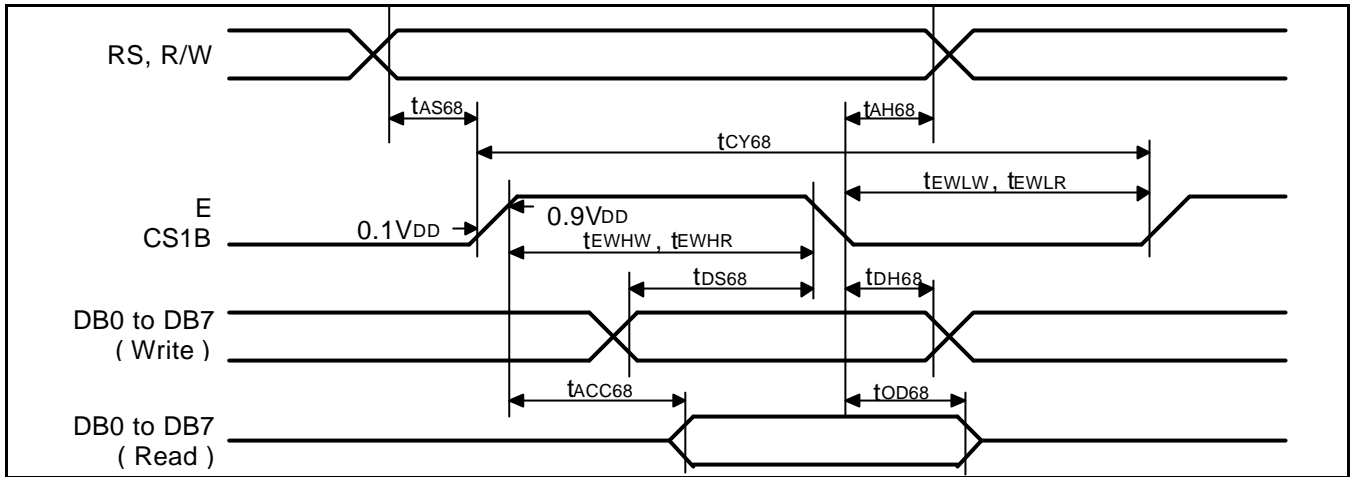 RS, R/W
tAS68
tAH68
tCY68
tEWLW , tEWLR
E
CS1B
0.1VDD
0.9VDD
tEWHW , tEWHR
tDS68
tDH68
DB0 to DB7
( Write )
tACC68
tOD68
DB0 to DB7
( Read )